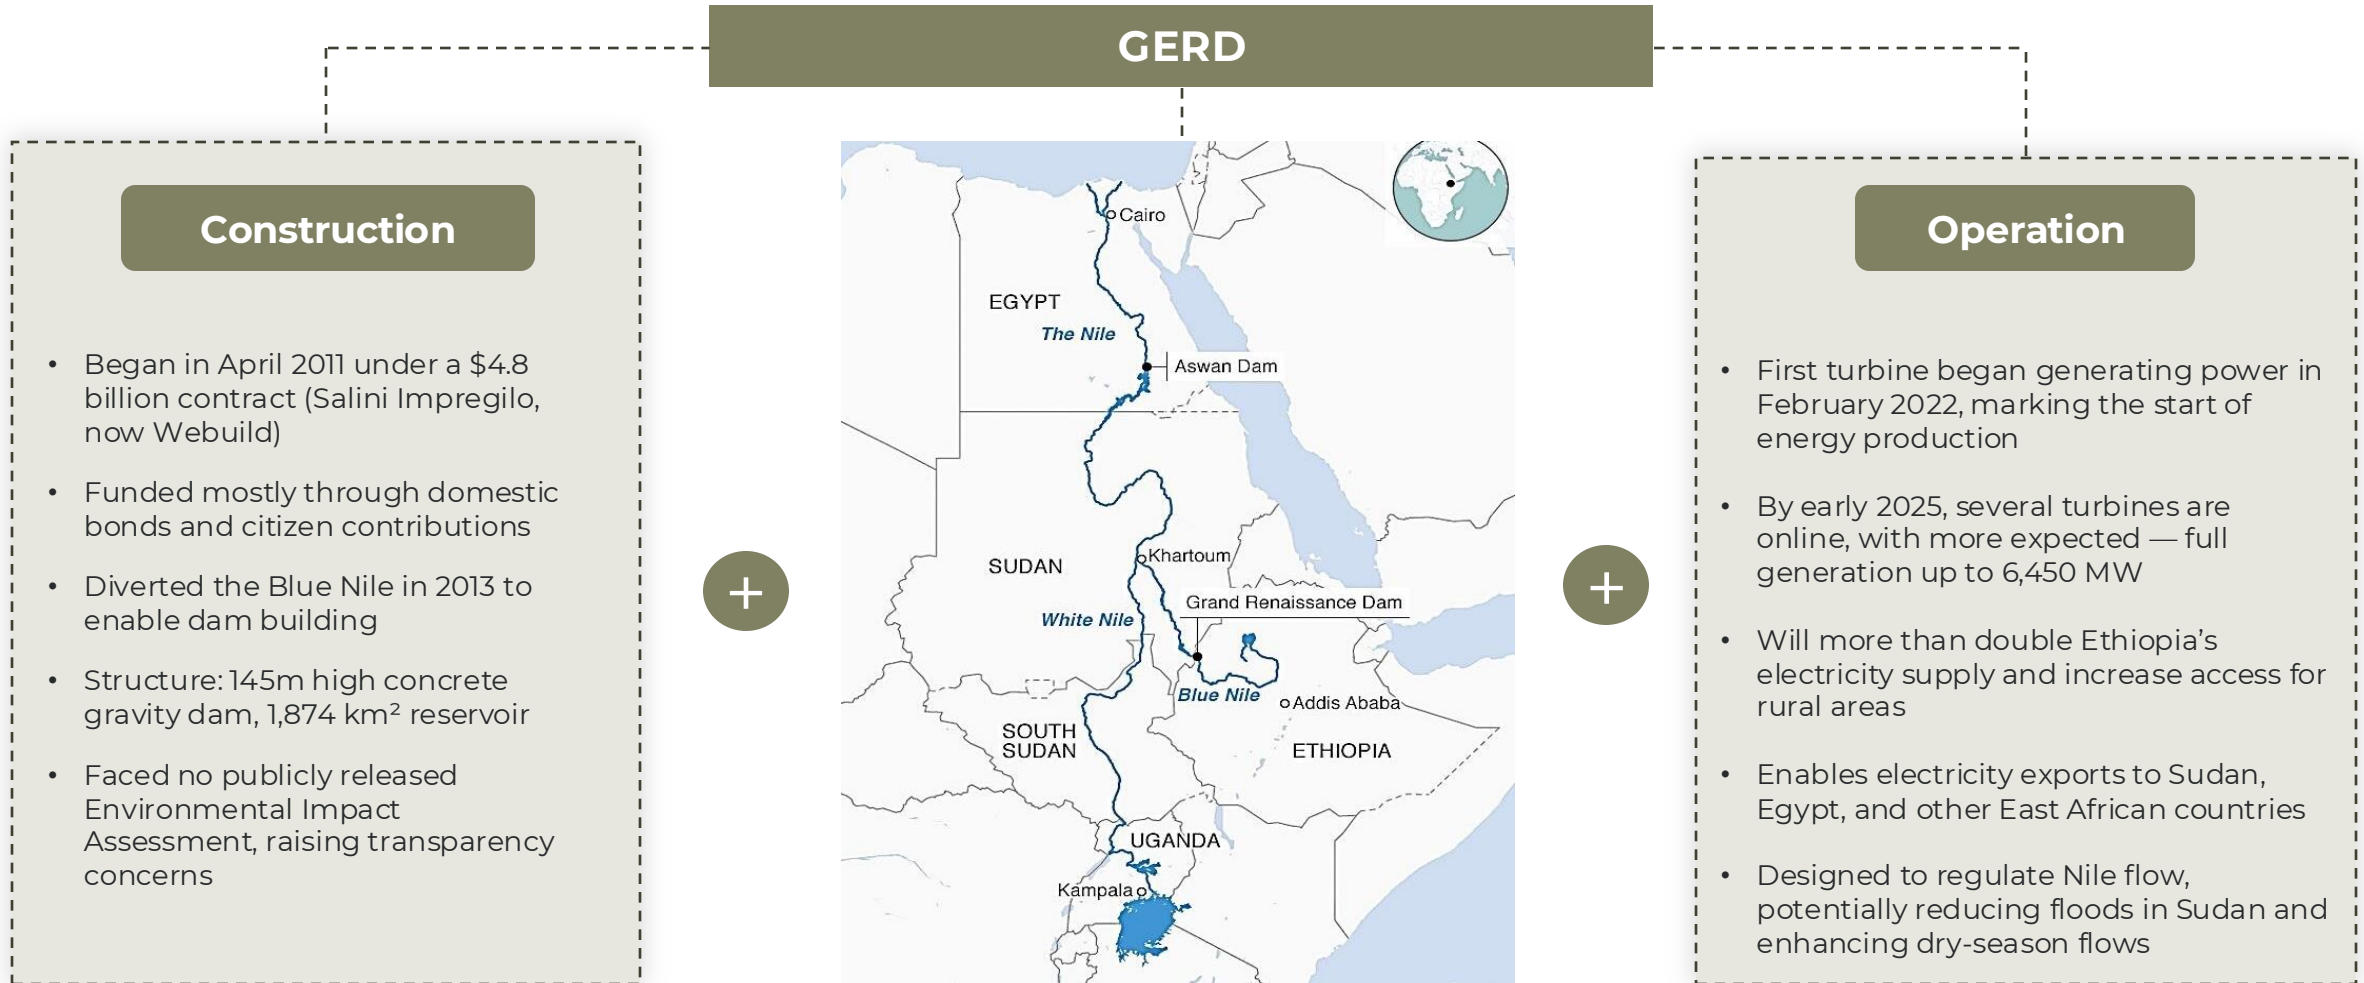 GERD
Construction
• Began in April 2011 under a $4.8
billion contract (Salini Impregilo,
now Webuild)
• Funded mostly through domestic
bonds and citizen contributions
• Diverted the Blue Nile in 2013 to
enable dam building
• Structure: 145m high concrete
gravity dam, 1,874 km² reservoir
• Faced no publicly released
Environmental Impact
Assessment, raising transparency
concerns
+
Cairo
EGYPT
The Nile
Aswan Dam
SUDAN
Khartoum
Grand Renaissance Dam
White Nile
Blue Nile
Addis Ababa
SOUTH
SUDAN
ETHIOPIA
UGANDA
Kampala
+
Operation
• First turbine began generating power in
February 2022, marking the start of
energy production
• By early 2025, several turbines are
online, with more expected — full
generation up to 6,450 MW
• Will more than double Ethiopia’s
electricity supply and increase access for
rural areas
• Enables electricity exports to Sudan,
Egypt, and other East African countries
• Designed to regulate Nile flow,
potentially reducing floods in Sudan and
enhancing dry-season flows